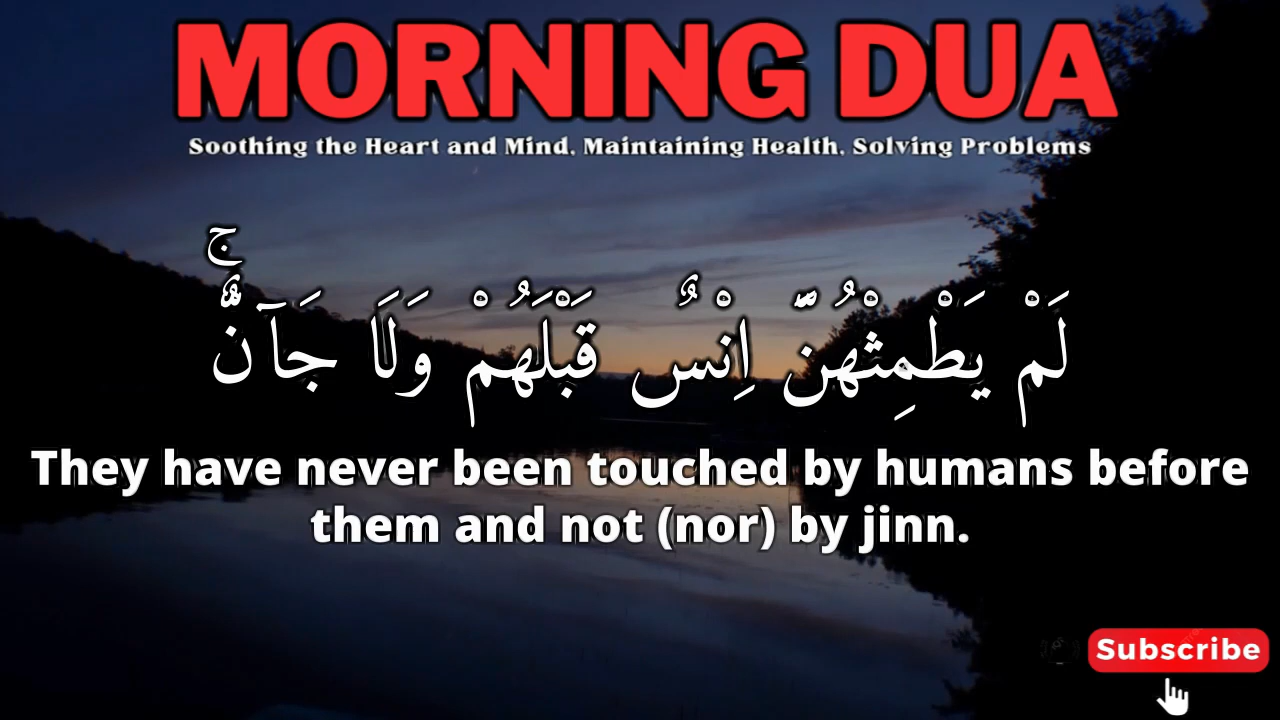 MORNING DUA
Soothing the Heart and Mind, Maintaining Health, Solving Problems
لَمْ يَطْمِثْهُنَّ اِنْسٌ قَبْلَهُمْ وَلَا جَاۤنٌّۚ
They have never been touched by humans before
them and not (nor) by jinn.
Subscribe